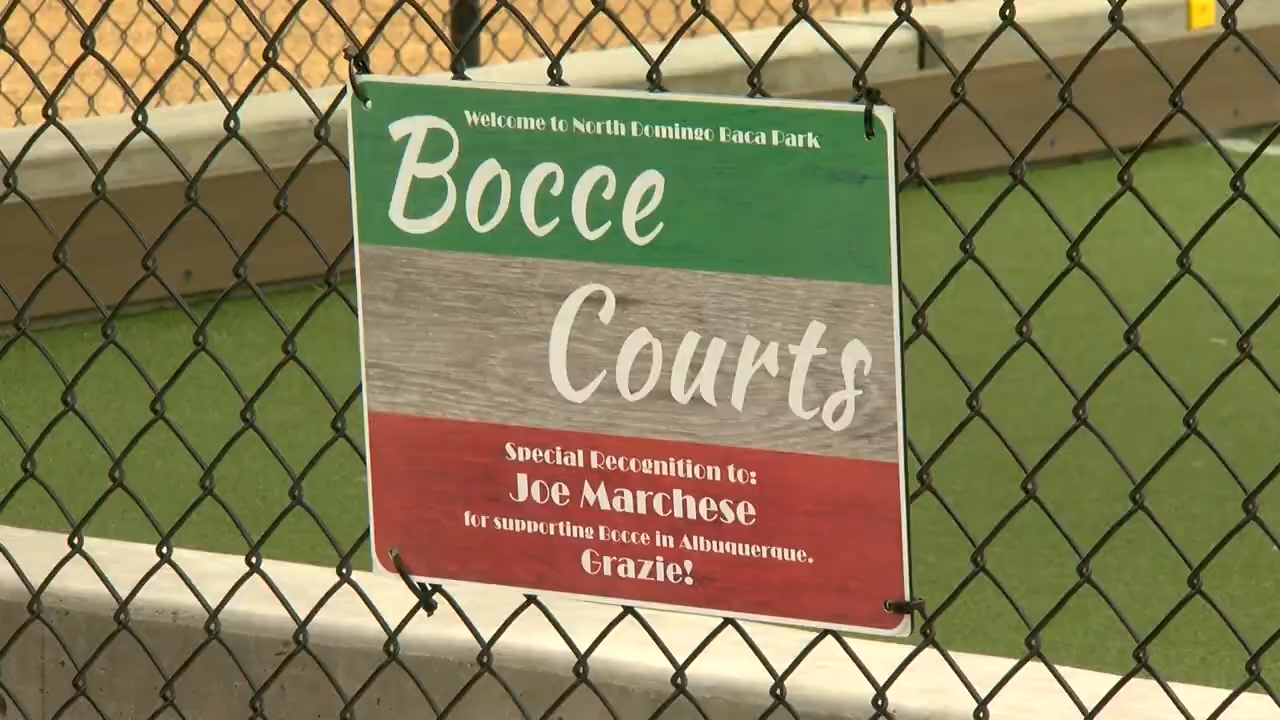 Welcome to North Domingo Baca Park
Bocce
Courts
Special Recognition to:
Joe Marchese
for supporting Bocce in Albuquerque.
Grazie!